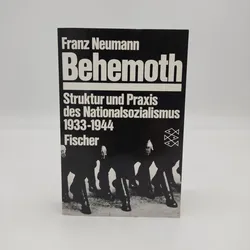 Franz Neumann
Behemoth
Struktur und Praxis
des Nationalsozialismus
1933-1944
Fischer